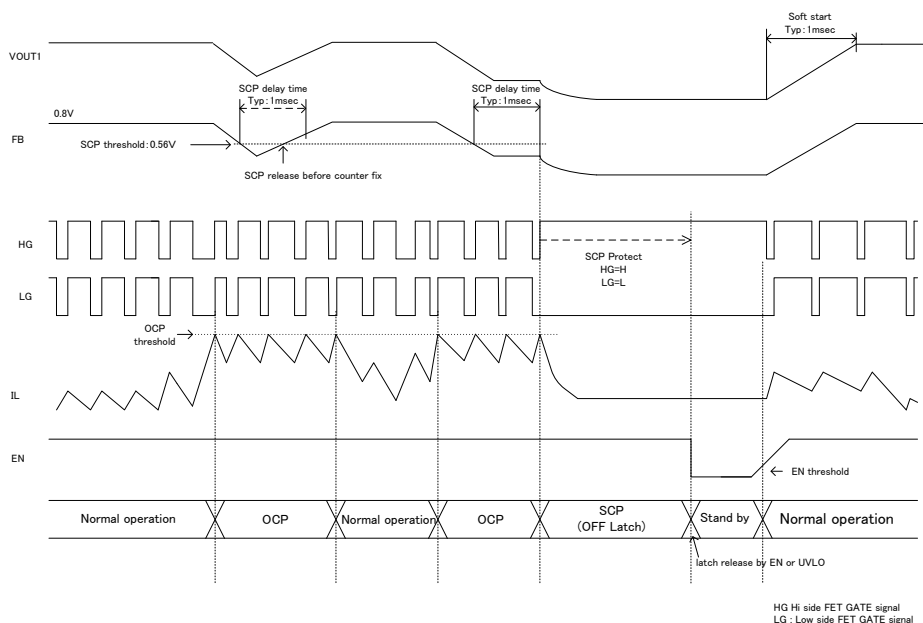 Soft start
Typ:1msec
VOUT1
SCP delay time
Typ:1msec
SCP delay time
Typ:1msec
0.8V
FB
SCP threshold:0.56V
SCP release before counter fix
HG
SCP Protect
HG=H
LG=L
LG
OCP
threshold
IL
EN
EN threshold
Normal operation
OCP
Normal operation
OCP
SCP
(OFF Latch)
Stand by
Normal operation
latch release by EN or UVLO
HG Hi side FET GATE signal
LG : Low side FET GATE signal